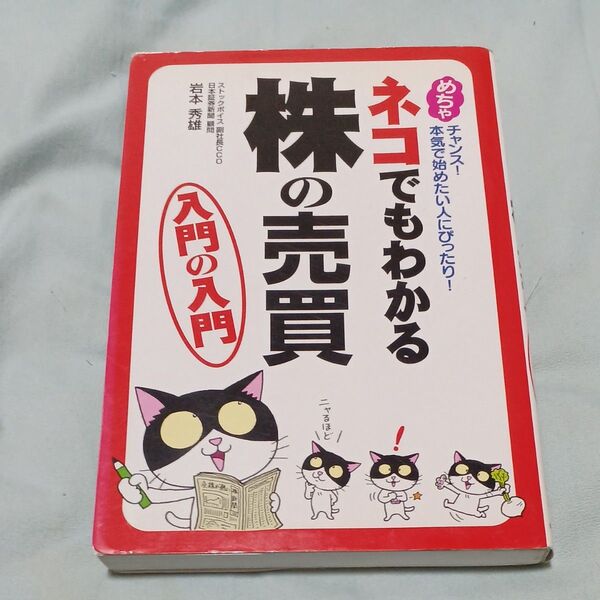 めちゃ
チャンス!
本気で始めたい人にぴったり!
ネコでもわかる
株の売買
入門の入門
ストックボイス 副社長CCO
日本証券新聞 顧問
岩本 秀雄
ニャるほど
!